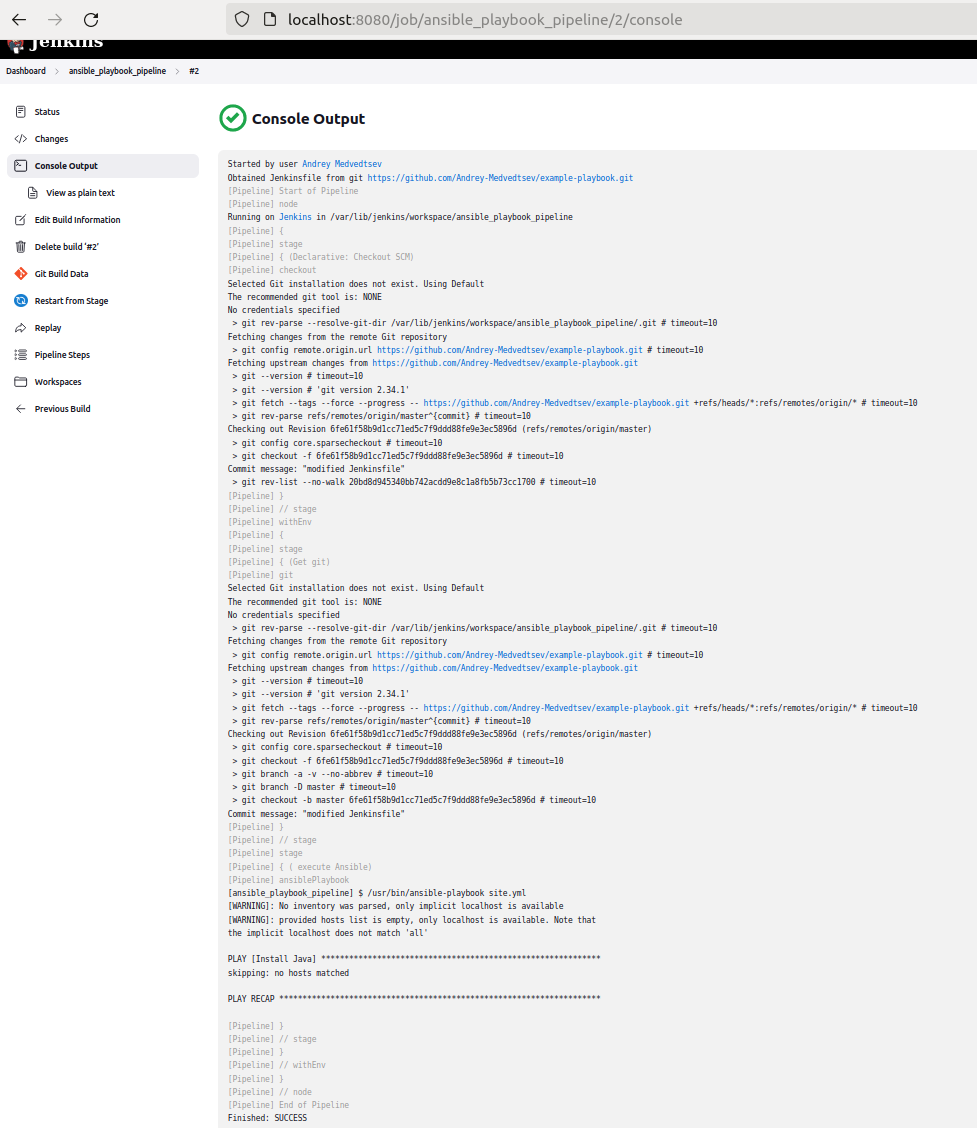 localhost:8080/job/ansible_playbook_pipeline/2/console
Jenkins
Dashboard > ansible_playbook_pipeline > #2
Status
Changes
Console Output
View as plain text
Edit Build Information
Delete build '#2'
Git Build Data
Restart from Stage
Replay
Pipeline Steps
Workspaces
Previous Build
Console Output
Started by user Andrey Medvedtsev
Obtained Jenkinsfile from git https://github.com/Andrey-Medvedtsev/example-playbook.git
[Pipeline] Start of Pipeline
[Pipeline] node
Running on Jenkins in /var/lib/jenkins/workspace/ansible_playbook_pipeline
[Pipeline] {
[Pipeline] stage
[Pipeline] { (Declarative: Checkout SCM)
[Pipeline] checkout
Selected Git installation does not exist. Using Default
The recommended git tool is: NONE
No credentials specified
> git rev-parse --resolve-git-dir /var/lib/jenkins/workspace/ansible_playbook_pipeline/.git # timeout=10
Fetching changes from the remote Git repository
> git config remote.origin.url https://github.com/Andrey-Medvedtsev/example-playbook.git # timeout=10
Fetching upstream changes from https://github.com/Andrey-Medvedtsev/example-playbook.git
> git --version # timeout=10
> git --version # 'git version 2.34.1'
> git fetch --tags --force --progress -- https://github.com/Andrey-Medvedtsev/example-playbook.git +refs/heads/*:refs/remotes/origin/* # timeout=10
> git rev-parse refs/remotes/origin/master^{commit} # timeout=10
Checking out Revision 6fe61f58b9d1cc71ed5c7f9ddd88fe9e3ec5896d (refs/remotes/origin/master)
> git config core.sparsecheckout # timeout=10
> git checkout -f 6fe61f58b9d1cc71ed5c7f9ddd88fe9e3ec5896d # timeout=10
Commit message: "modified Jenkinsfile"
> git rev-list --no-walk 20bd8d945340bb742acdd9e8c1a8fb5b73cc1700 # timeout=10
[Pipeline] }
[Pipeline] // stage
[Pipeline] withEnv
[Pipeline] {
[Pipeline] stage
[Pipeline] { (Get git)
[Pipeline] git
Selected Git installation does not exist. Using Default
The recommended git tool is: NONE
No credentials specified
> git rev-parse --resolve-git-dir /var/lib/jenkins/workspace/ansible_playbook_pipeline/.git # timeout=10
Fetching changes from the remote Git repository
> git config remote.origin.url https://github.com/Andrey-Medvedtsev/example-playbook.git # timeout=10
Fetching upstream changes from https://github.com/Andrey-Medvedtsev/example-playbook.git
> git --version # timeout=10
> git --version # 'git version 2.34.1'
> git fetch --tags --force --progress -- https://github.com/Andrey-Medvedtsev/example-playbook.git +refs/heads/*:refs/remotes/origin/* # timeout=10
> git rev-parse refs/remotes/origin/master^{commit} # timeout=10
Checking out Revision 6fe61f58b9d1cc71ed5c7f9ddd88fe9e3ec5896d (refs/remotes/origin/master)
> git config core.sparsecheckout # timeout=10
> git checkout -f 6fe61f58b9d1cc71ed5c7f9ddd88fe9e3ec5896d # timeout=10
> git branch -a -v --no-abbrev # timeout=10
> git branch -D master # timeout=10
> git checkout -b master 6fe61f58b9d1cc71ed5c7f9ddd88fe9e3ec5896d # timeout=10
Commit message: "modified Jenkinsfile"
[Pipeline] }
[Pipeline] // stage
[Pipeline] stage
[Pipeline] { ( execute Ansible)
[Pipeline] ansiblePlaybook
[ansible_playbook_pipeline] $ /usr/bin/ansible-playbook site.yml
[WARNING]: No inventory was parsed, only implicit localhost is available
[WARNING]: provided hosts list is empty, only localhost is available. Note that
the implicit localhost does not match 'all'
PLAY [Install Java] ************************************************************
skipping: no hosts matched
PLAY RECAP *********************************************************************
[Pipeline] }
[Pipeline] // stage
[Pipeline] }
[Pipeline] // withEnv
[Pipeline] }
[Pipeline] // node
[Pipeline] End of Pipeline
Finished: SUCCESS